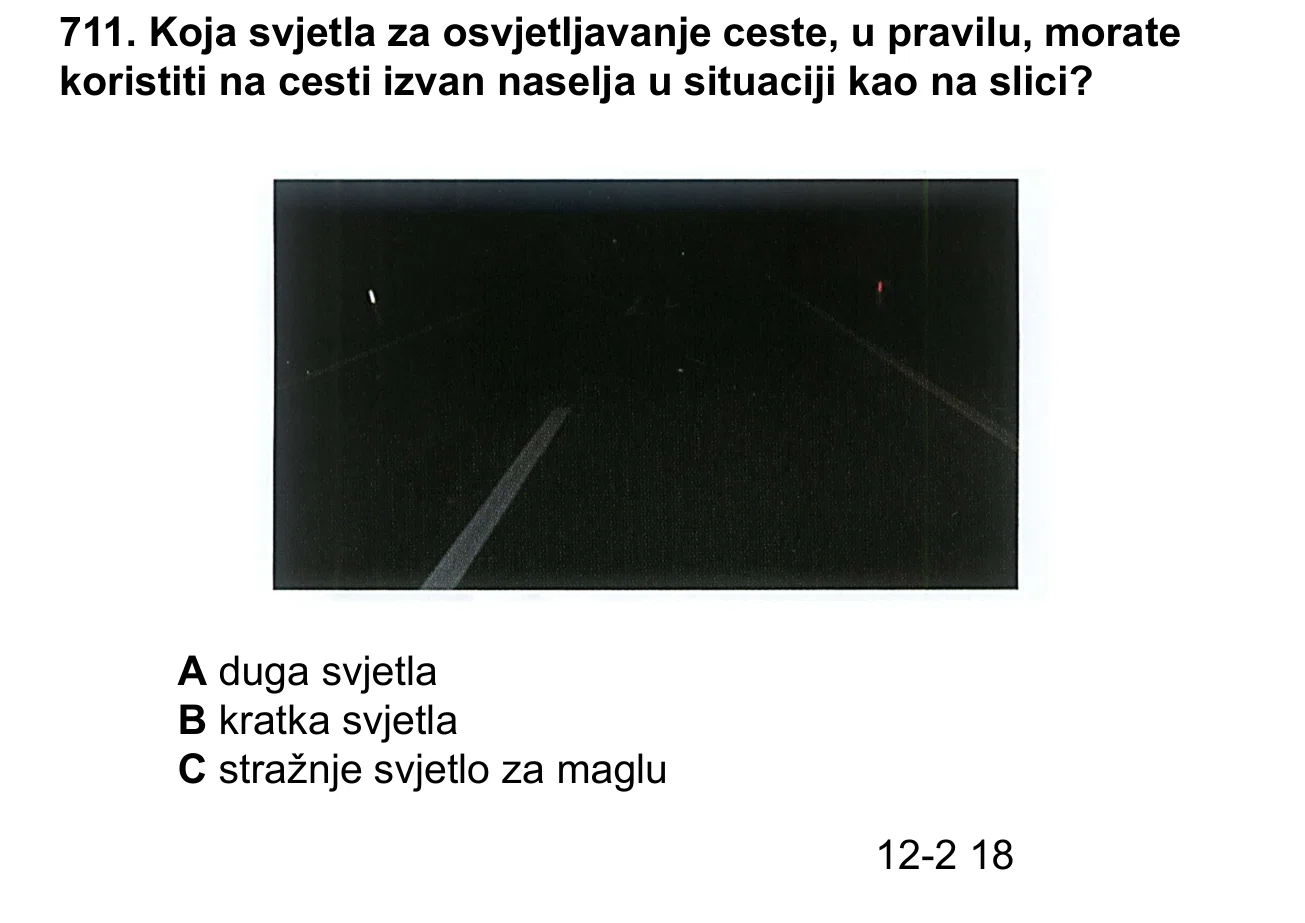 711. Koja svjetla za osvjetljavanje ceste, u pravilu, morate
koristiti na cesti izvan naselja u situaciji kao na slici?
A duga svjetla
B kratka svjetla
C stražnje svjetlo za maglu
12-2 18